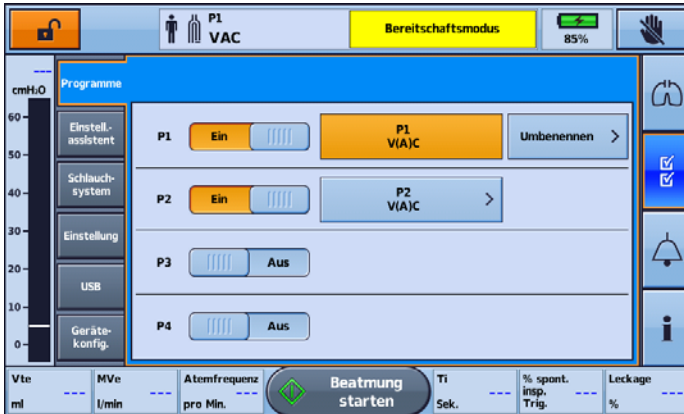 P1
VAC
Bereitschaftsmodus
85%
---
cmH₂O
60
50
40
30
20
10
0
Programme
Einstell.-
assistent
Schlauch-
system
Einstellung
USB
Geräte-
konfig.
P1
Ein
P1
V(A)C
Umbenennen >
P2
Ein
P2
V(A)C
>
P3
Aus
P4
Aus
Vte
---
ml
MVe
---
l/min
Atemfrequenz
---
pro Min.
Beatmung
starten
Ti
---
Sek.
% spont.
insp.
Trig.
---
Leckage
---
%